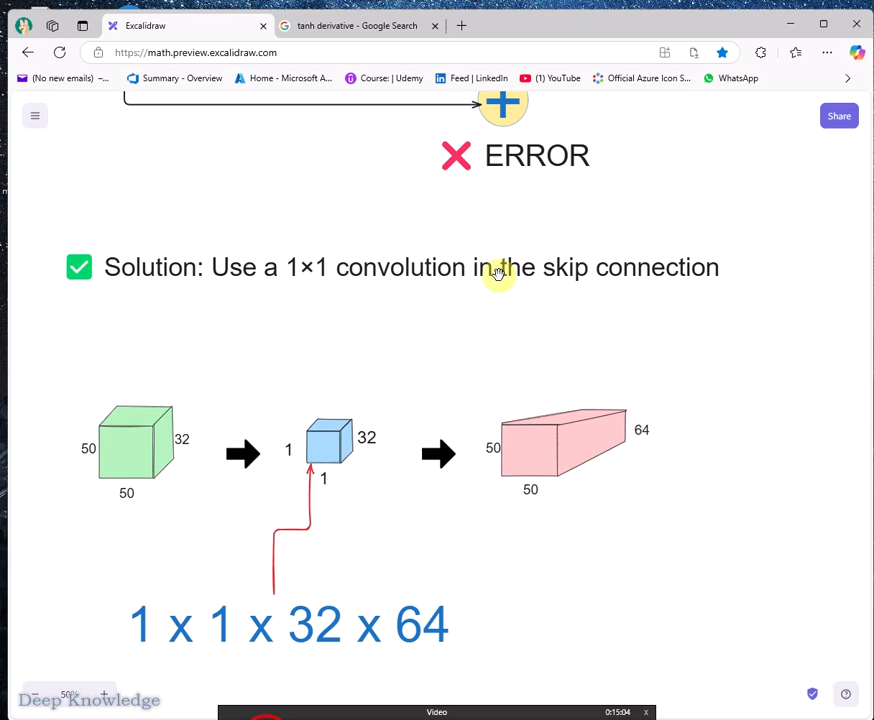 Excalidraw
tanh derivative - Google Search
https://math.preview.excalidraw.com
(No new emails) –...
Summary - Overview
Home - Microsoft A...
Course: | Udemy
Feed | LinkedIn
(1) YouTube
Official Azure Icon S...
WhatsApp
Share
ERROR
Solution: Use a 1×1 convolution in the skip connection
50
32
50
1
32
1
50
64
50
1 x 1 x 32 x 64
Deep Knowledge
Video
0:15:04
x